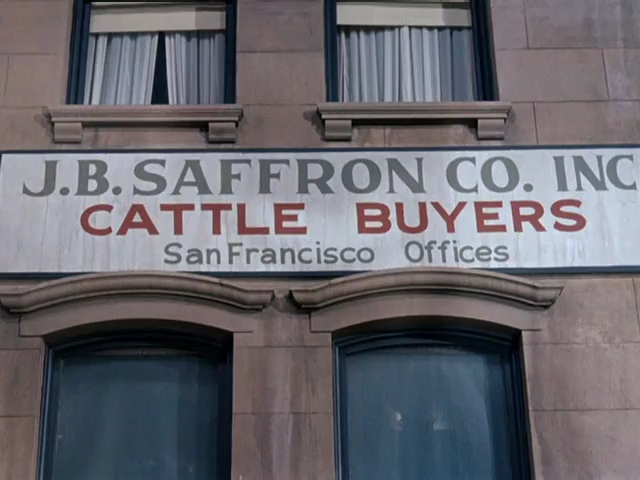 J.B. SAFFRON CO. INC
CATTLE BUYERS
San Francisco Offices